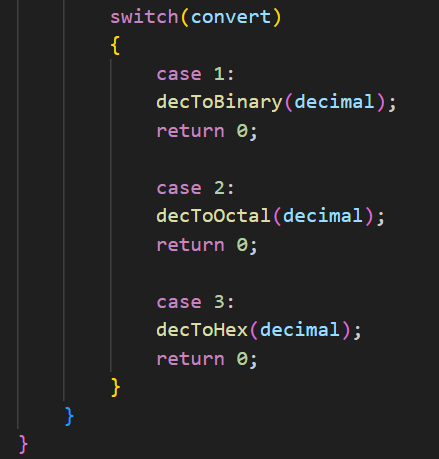 switch(convert)
{
case 1:
decToBinary(decimal);
return 0;
case 2:
decToOctal(decimal);
return 0;
case 3:
decToHex(decimal);
return 0;
}
}
}